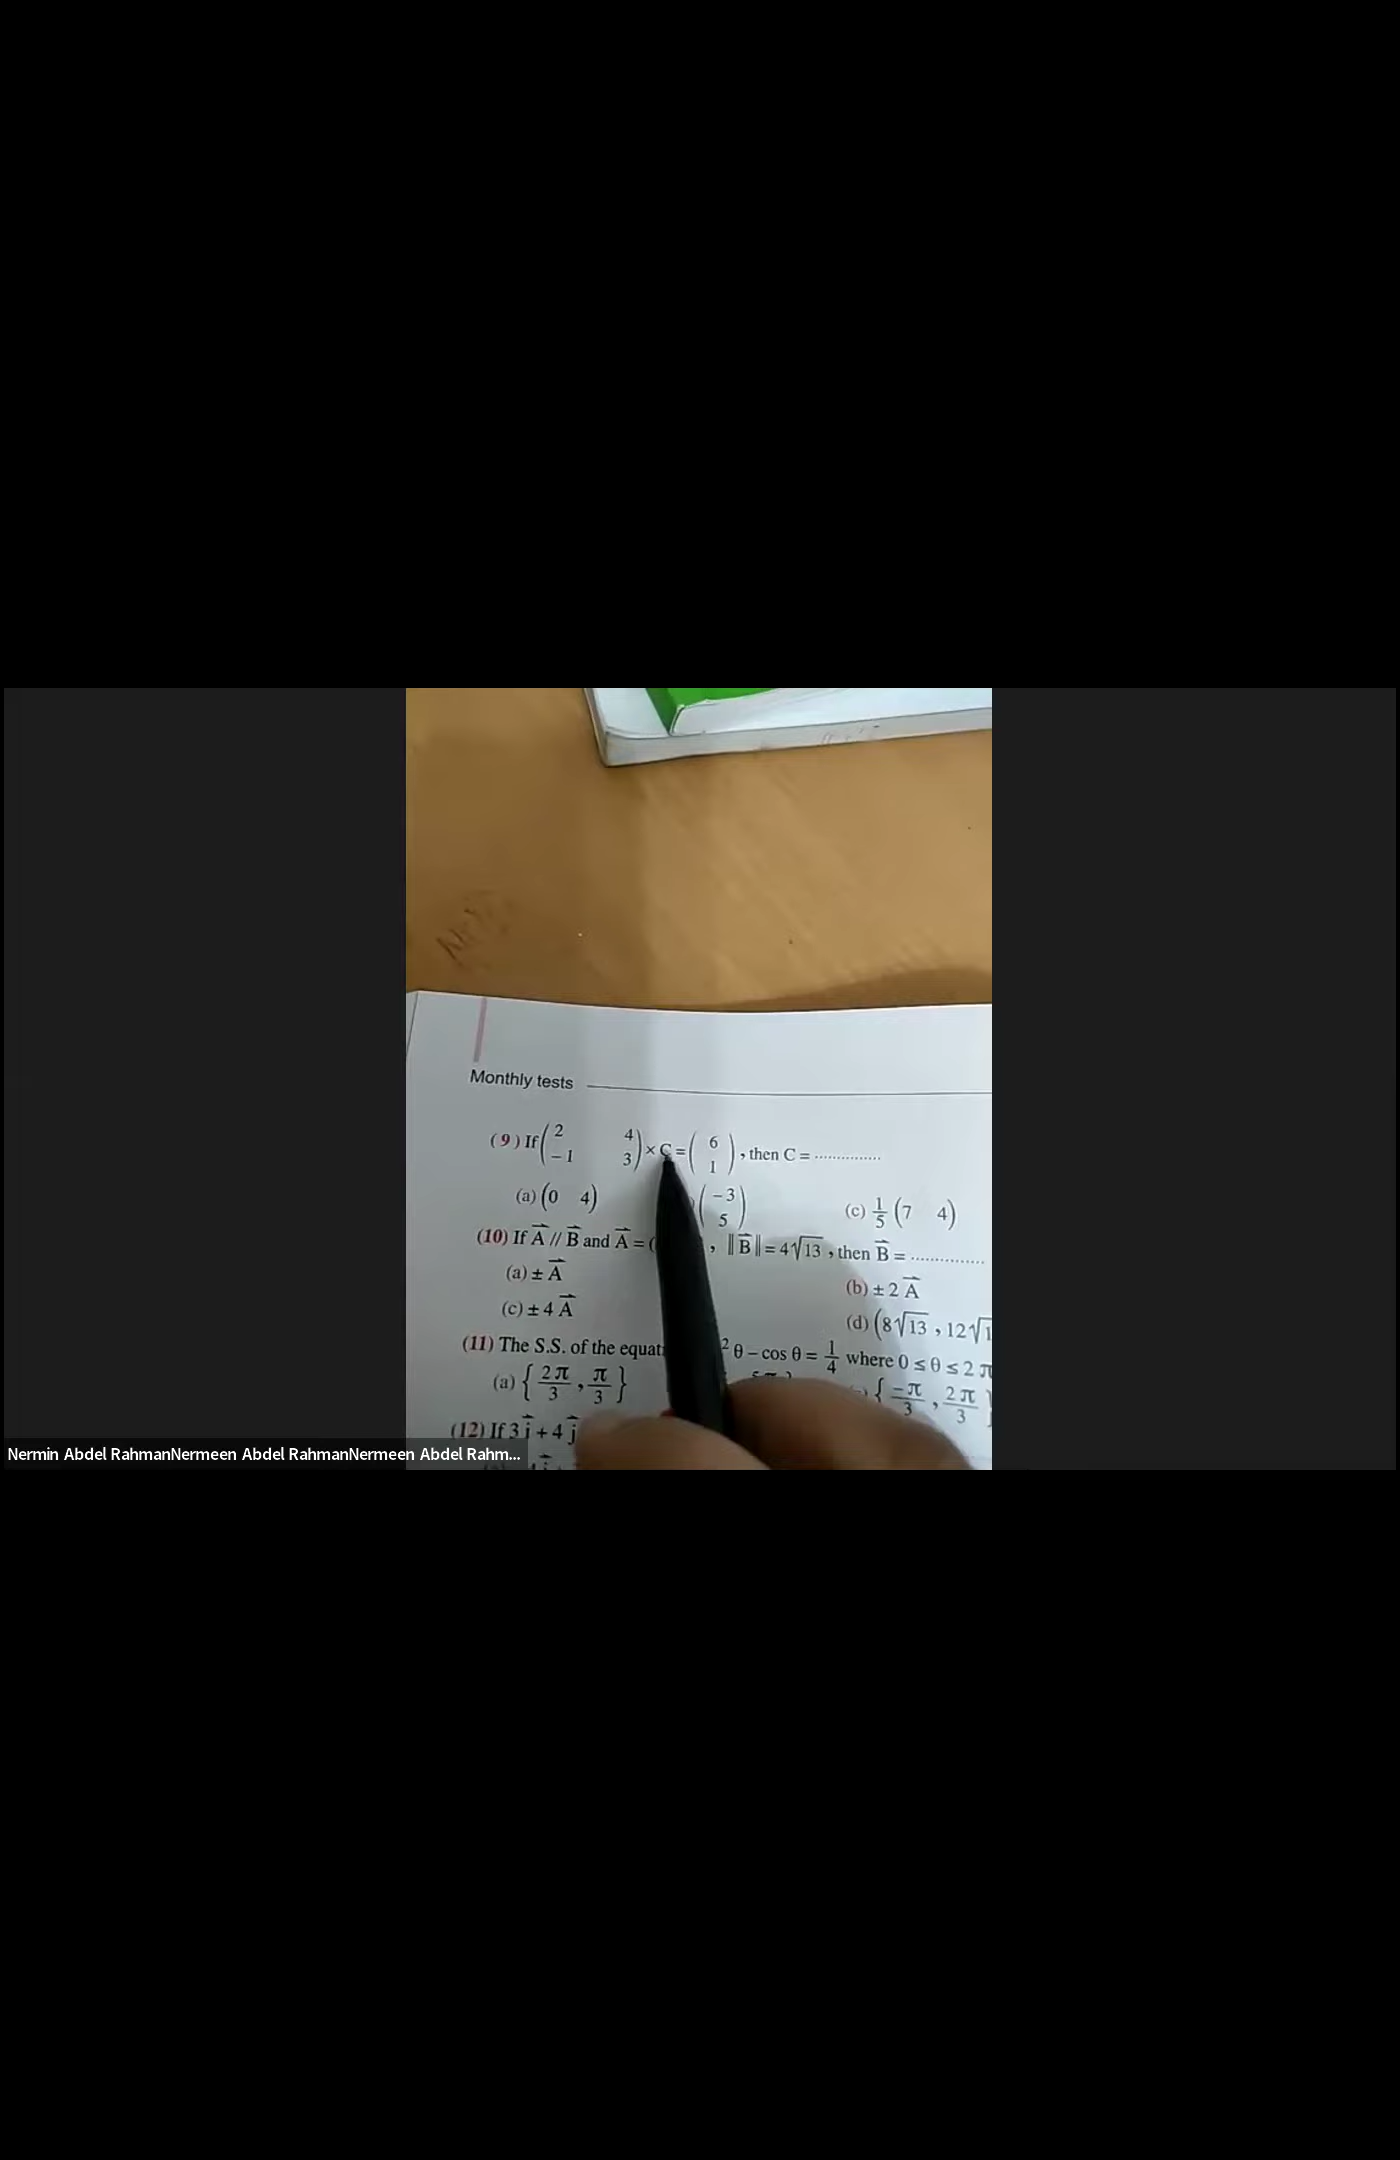 Monthly tests
(9) If (2 4 −1 3) × C = (6 1), then C = ...............
(a) (0 4) (−3 5) (c) 1/5 (7 4)
(10) If A⃗ // B⃗ and A⃗ = ( , ‖B⃗‖ = 4√13, then B⃗ = ...............
(a) ± A⃗ (b) ± 2 A⃗
(c) ± 4 A⃗ (d) (8√13, 12√1
(11) The S.S. of the ² θ − cos θ = 1/4 where 0 ≤ θ ≤ 2 π
(a) {2π/3, π/3} {−π/3, 2π/3}
(12) If 3 i⃗ + 4 j⃗
Nermin Abdel RahmanNermeen Abdel RahmanNermeen Abdel Rahm...